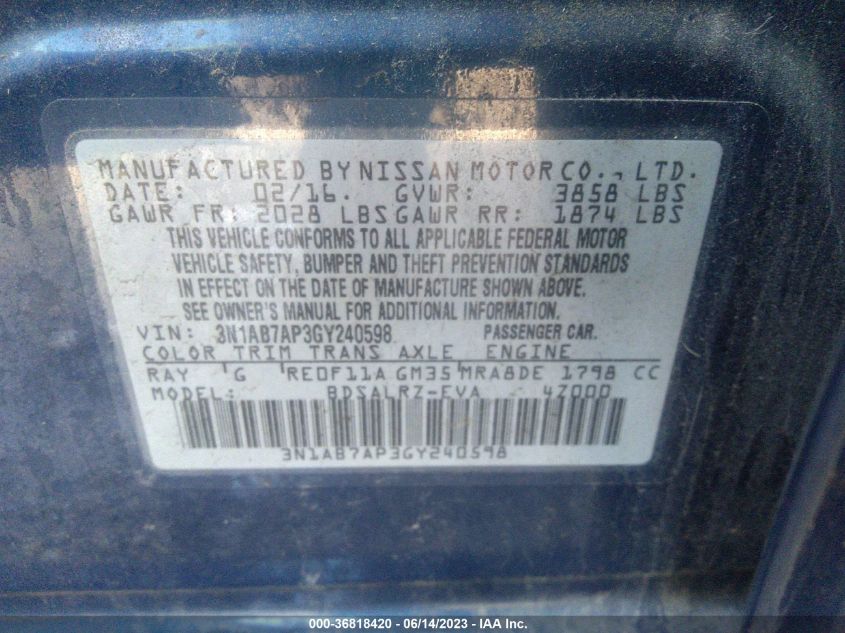 MANUFACTURED BY NISSAN MOTOR CO., LTD.
DATE: 02/16. GVWR: 3858 LBS
GAWR FR: 2028 LBS GAWR RR: 1874 LBS
THIS VEHICLE CONFORMS TO ALL APPLICABLE FEDERAL MOTOR
VEHICLE SAFETY, BUMPER AND THEFT PREVENTION STANDARDS
IN EFFECT ON THE DATE OF MANUFACTURE SHOWN ABOVE.
SEE OWNER'S MANUAL FOR ADDITIONAL INFORMATION.
VIN: 3N1AB7AP3GY240598 PASSENGER CAR.
COLOR TRIM TRANS AXLE ENGINE
RAY G RE0F11A GM35 MRA8DE 1798 CC
MODEL: BDSALRZ-EVA - 4Z000
3N1AB7AP3GY240598
000-36818420 - 06/14/2023 - IAA Inc.